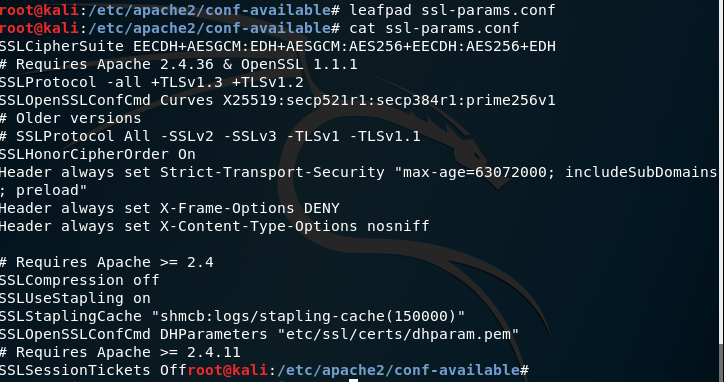 root@kali:/etc/apache2/conf-available# leafpad ssl-params.conf
root@kali:/etc/apache2/conf-available# cat ssl-params.conf
SSLCipherSuite EECDH+AESGCM:EDH+AESGCM:AES256+EECDH:AES256+EDH
# Requires Apache 2.4.36 & OpenSSL 1.1.1
SSLProtocol -all +TLSv1.3 +TLSv1.2
SSLOpenSSLConfCmd Curves X25519:secp521r1:secp384r1:prime256v1
# Older versions
# SSLProtocol All -SSLv2 -SSLv3 -TLSv1 -TLSv1.1
SSLHonorCipherOrder On
Header always set Strict-Transport-Security "max-age=63072000; includeSubDomains
; preload"
Header always set X-Frame-Options DENY
Header always set X-Content-Type-Options nosniff
# Requires Apache >= 2.4
SSLCompression off
SSLUseStapling on
SSLStaplingCache "shmcb:logs/stapling-cache(150000)"
SSLOpenSSLConfCmd DHParameters "etc/ssl/certs/dhparam.pem"
# Requires Apache >= 2.4.11
SSLSessionTickets Offroot@kali:/etc/apache2/conf-available#